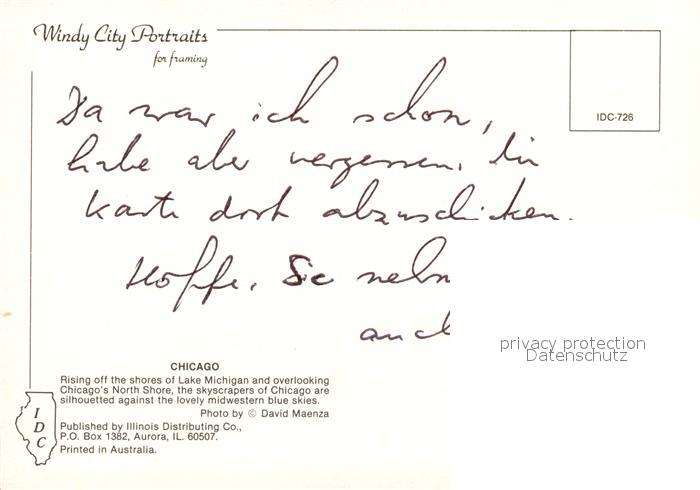 Windy City Portraits
for framing
IDC-726
Da war ich schon,
habe aber vergessen, die
Karte dort abzuschicken.
Hoffe, Sie
auch
privacy protection
Datenschutz
CHICAGO
Rising off the shores of Lake Michigan and overlooking
Chicago's North Shore, the skyscrapers of Chicago are
silhouetted against the lovely midwestern blue skies.
Photo by © David Maenza
Published by Illinois Distributing Co.,
P.O. Box 1382, Aurora, IL. 60507.
Printed in Australia.
IDC